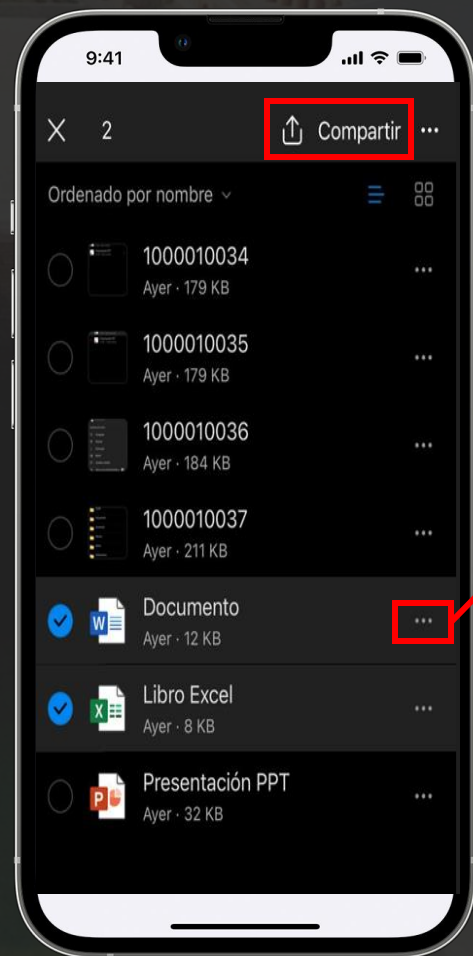 9:41
2 Compartir
Ordenado por nombre
1000010034
Ayer · 179 KB
1000010035
Ayer · 179 KB
1000010036
Ayer · 184 KB
1000010037
Ayer · 211 KB
W
Documento
Ayer · 12 KB
X
Libro Excel
Ayer · 8 KB
P
Presentación PPT
Ayer · 32 KB